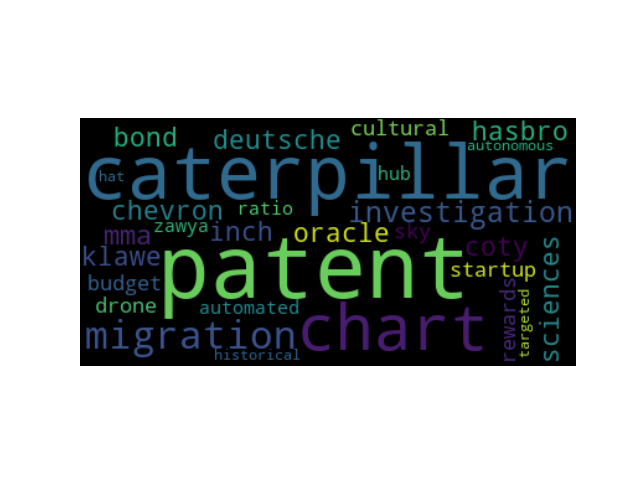 bond
deutsche
cultural
hasbro
autonomous
caterpillar
hat
hub
chevron
ratio
investigation
zawya
mma
inch
oracle
sky
coty
klawe
patent
startup
sciences
budget
rewards
targeted
drone
automated
migration
chart
historical